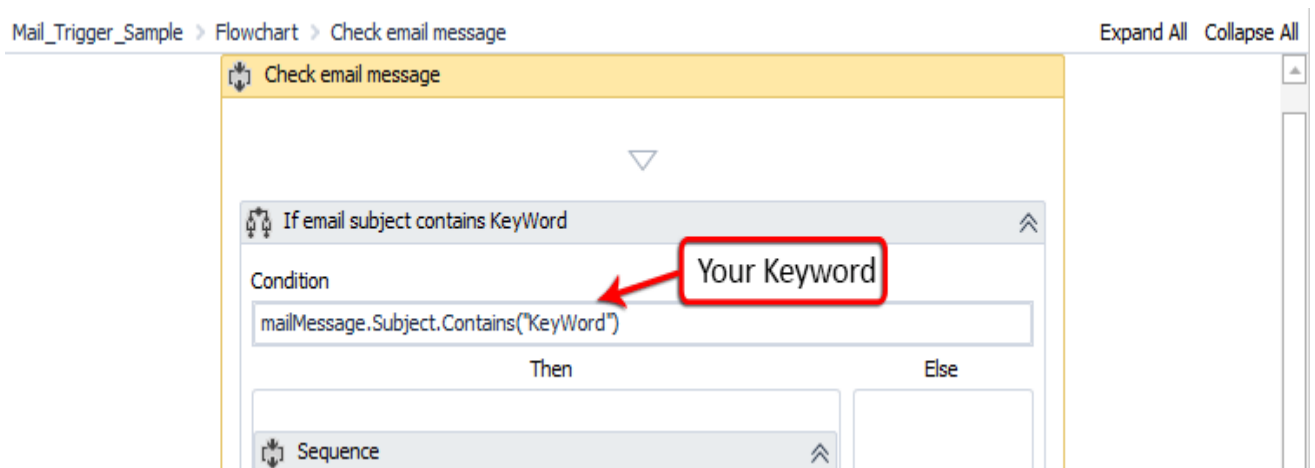 Mail_Trigger_Sample > Flowchart > Check email message Expand All Collapse All
Check email message
If email subject contains KeyWord
Your Keyword
Condition
mailMessage.Subject.Contains("KeyWord")
Then Else
Sequence